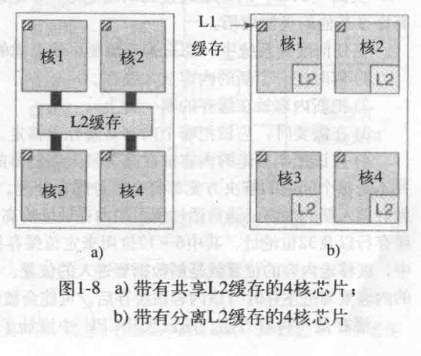 核1
核2
L2缓存
核3
核4
a)
L1
缓存
核1
核2
L2
L2
核3
核4
L2
L2
b)
图1-8 a) 带有共享L2缓存的4核芯片；
b) 带有分离L2缓存的4核芯片